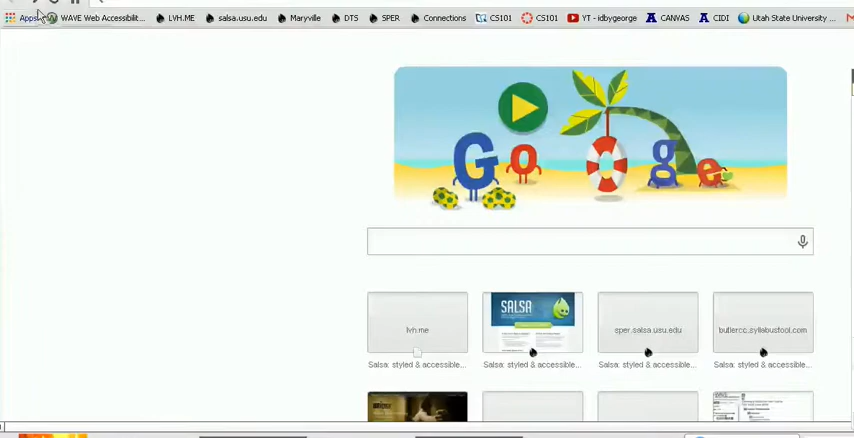 Apps WAVE Web Accessibilit... LVH.ME salsa.usu.edu Maryville DTS SPER Connections CS101 CS101 YT - idbygeorge CANVAS CIDI Utah State University ...
Go o g e
lvh.me SALSA sper.salsa.usu.edu butlercc.syllabustool.com
Salsa: styled & accessible... Salsa: styled & accessible... Salsa: styled & accessible... Salsa: styled & accessible...